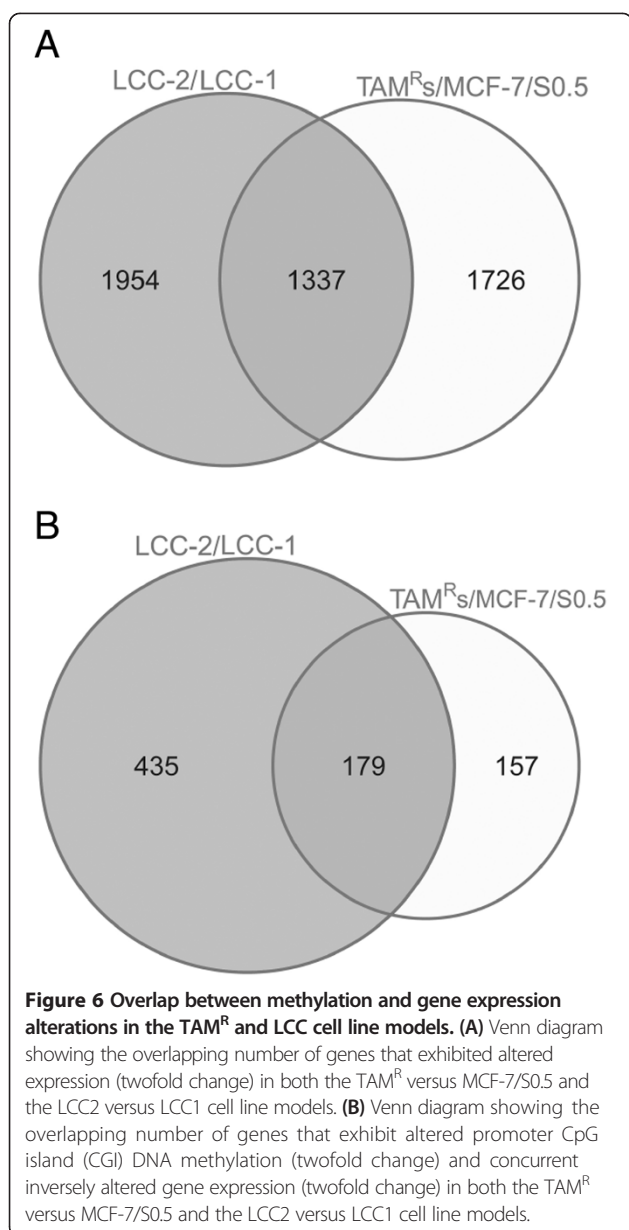 A
LCC-2/LCC-1
TAMᴿs/MCF-7/S0.5
1954
1337
1726
B
LCC-2/LCC-1
TAMᴿs/MCF-7/S0.5
435
179
157
Figure 6 Overlap between methylation and gene expression
alterations in the TAMᴿ and LCC cell line models. (A) Venn diagram
showing the overlapping number of genes that exhibited altered
expression (twofold change) in both the TAMᴿ versus MCF-7/S0.5 and
the LCC2 versus LCC1 cell line models. (B) Venn diagram showing the
overlapping number of genes that exhibit altered promoter CpG
island (CGI) DNA methylation (twofold change) and concurrent
inversely altered gene expression (twofold change) in both the TAMᴿ
versus MCF-7/S0.5 and the LCC2 versus LCC1 cell line models.